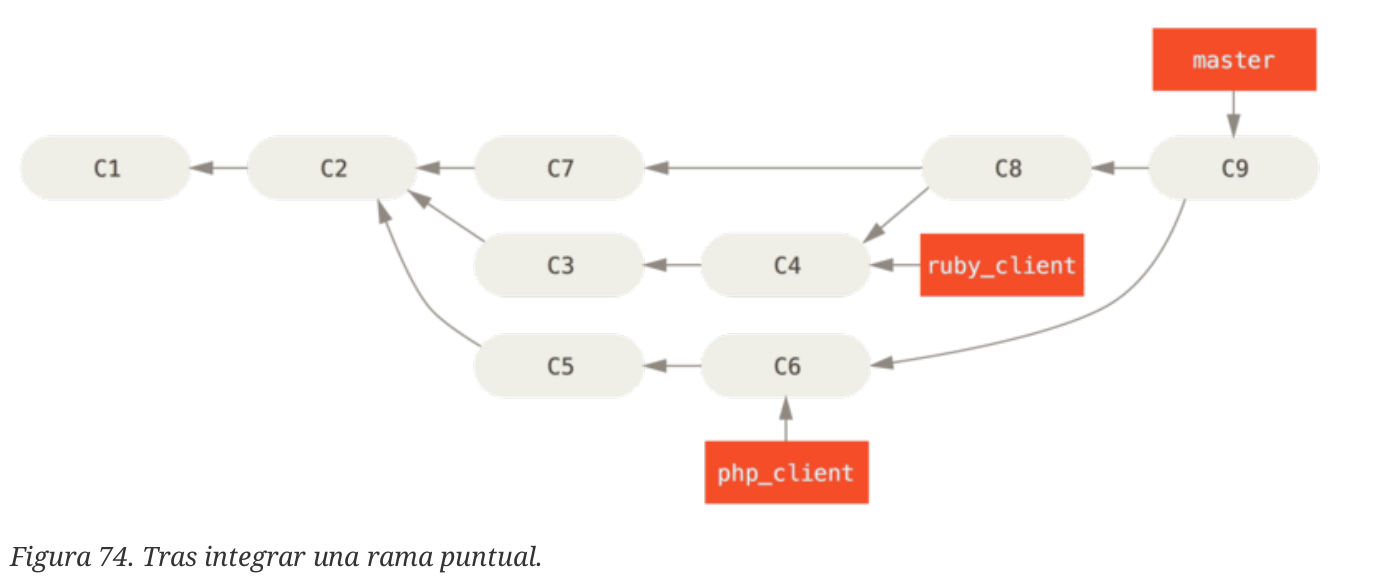 master
C1 C2 C7 C8 C9
C3 C4 ruby_client
C5 C6
php_client
Figura 74. Tras integrar una rama puntual.